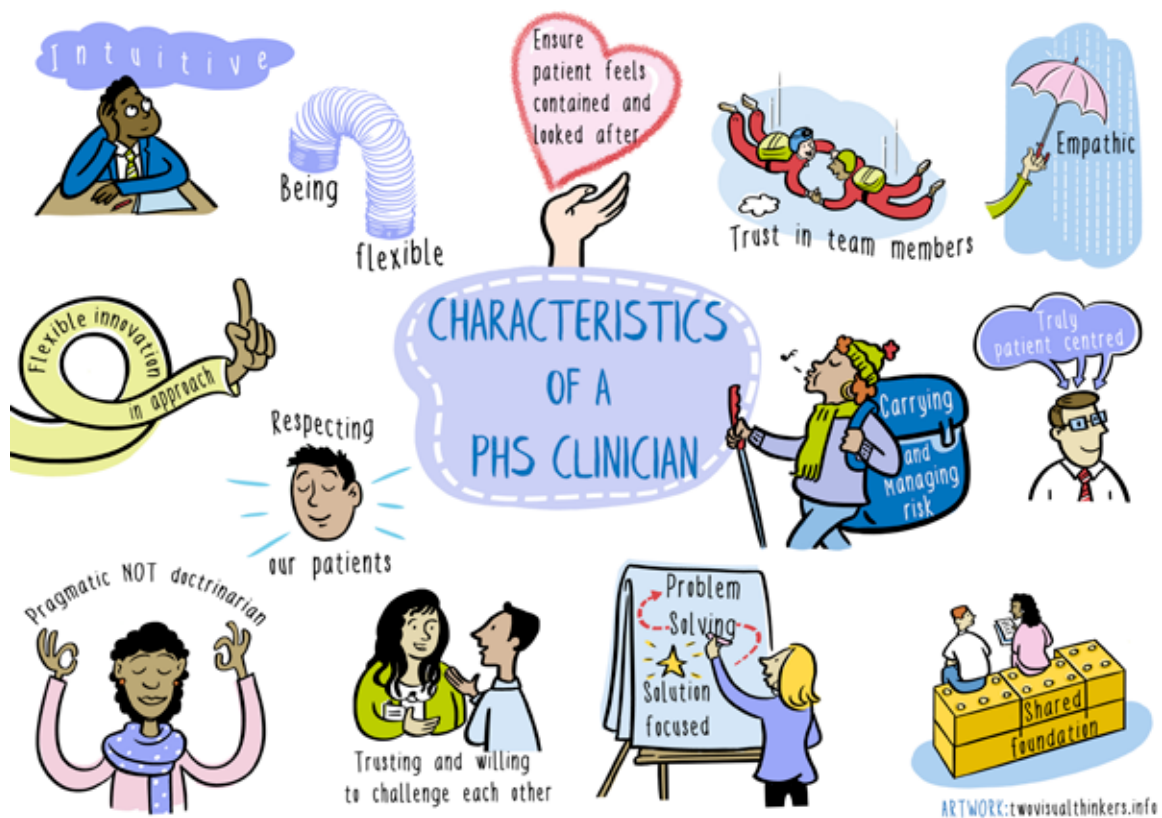 Intuitive
Being
flexible
Ensure
patient feels
contained and
looked after
Trust in team members
Empathic
Flexible innovation
in approach
CHARACTERISTICS
OF A
PHS CLINICIAN
Carrying
and
Managing
risk
Truly
patient centred
Respecting
our patients
Pragmatic NOT doctrinarian
Trusting and willing
to challenge each other
Problem
Solving
Solution
focused
Shared
foundation
ARTWORK:twovisualthinkers.info